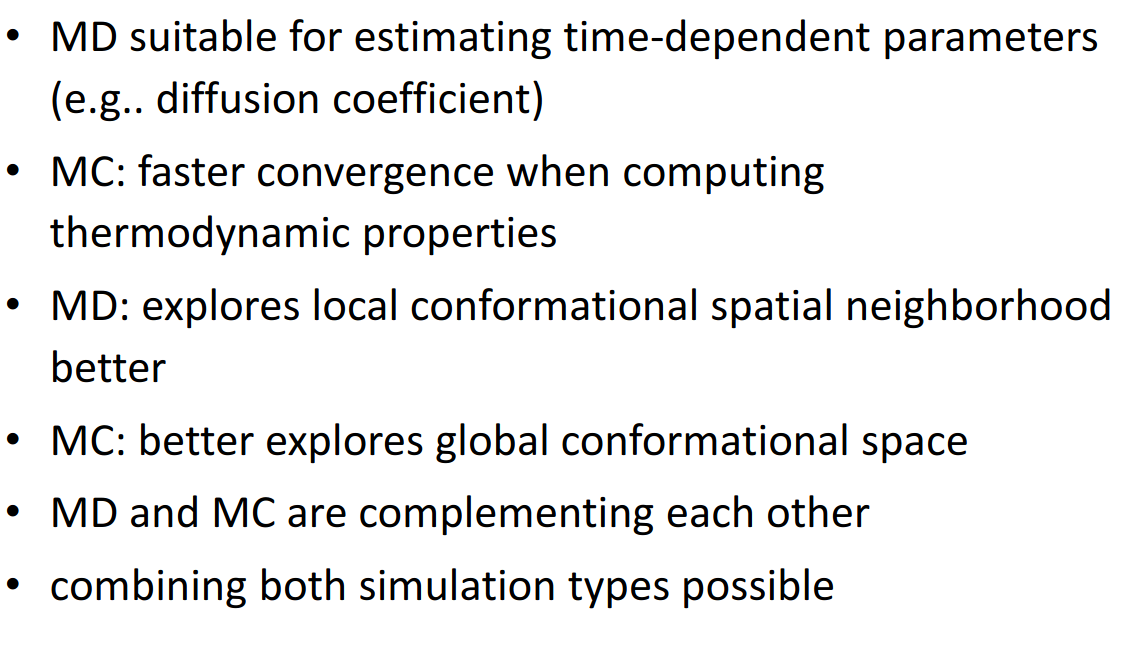 • MD suitable for estimating time-dependent parameters
(e.g.. diffusion coefficient)
• MC: faster convergence when computing
thermodynamic properties
• MD: explores local conformational spatial neighborhood
better
• MC: better explores global conformational space
• MD and MC are complementing each other
• combining both simulation types possible